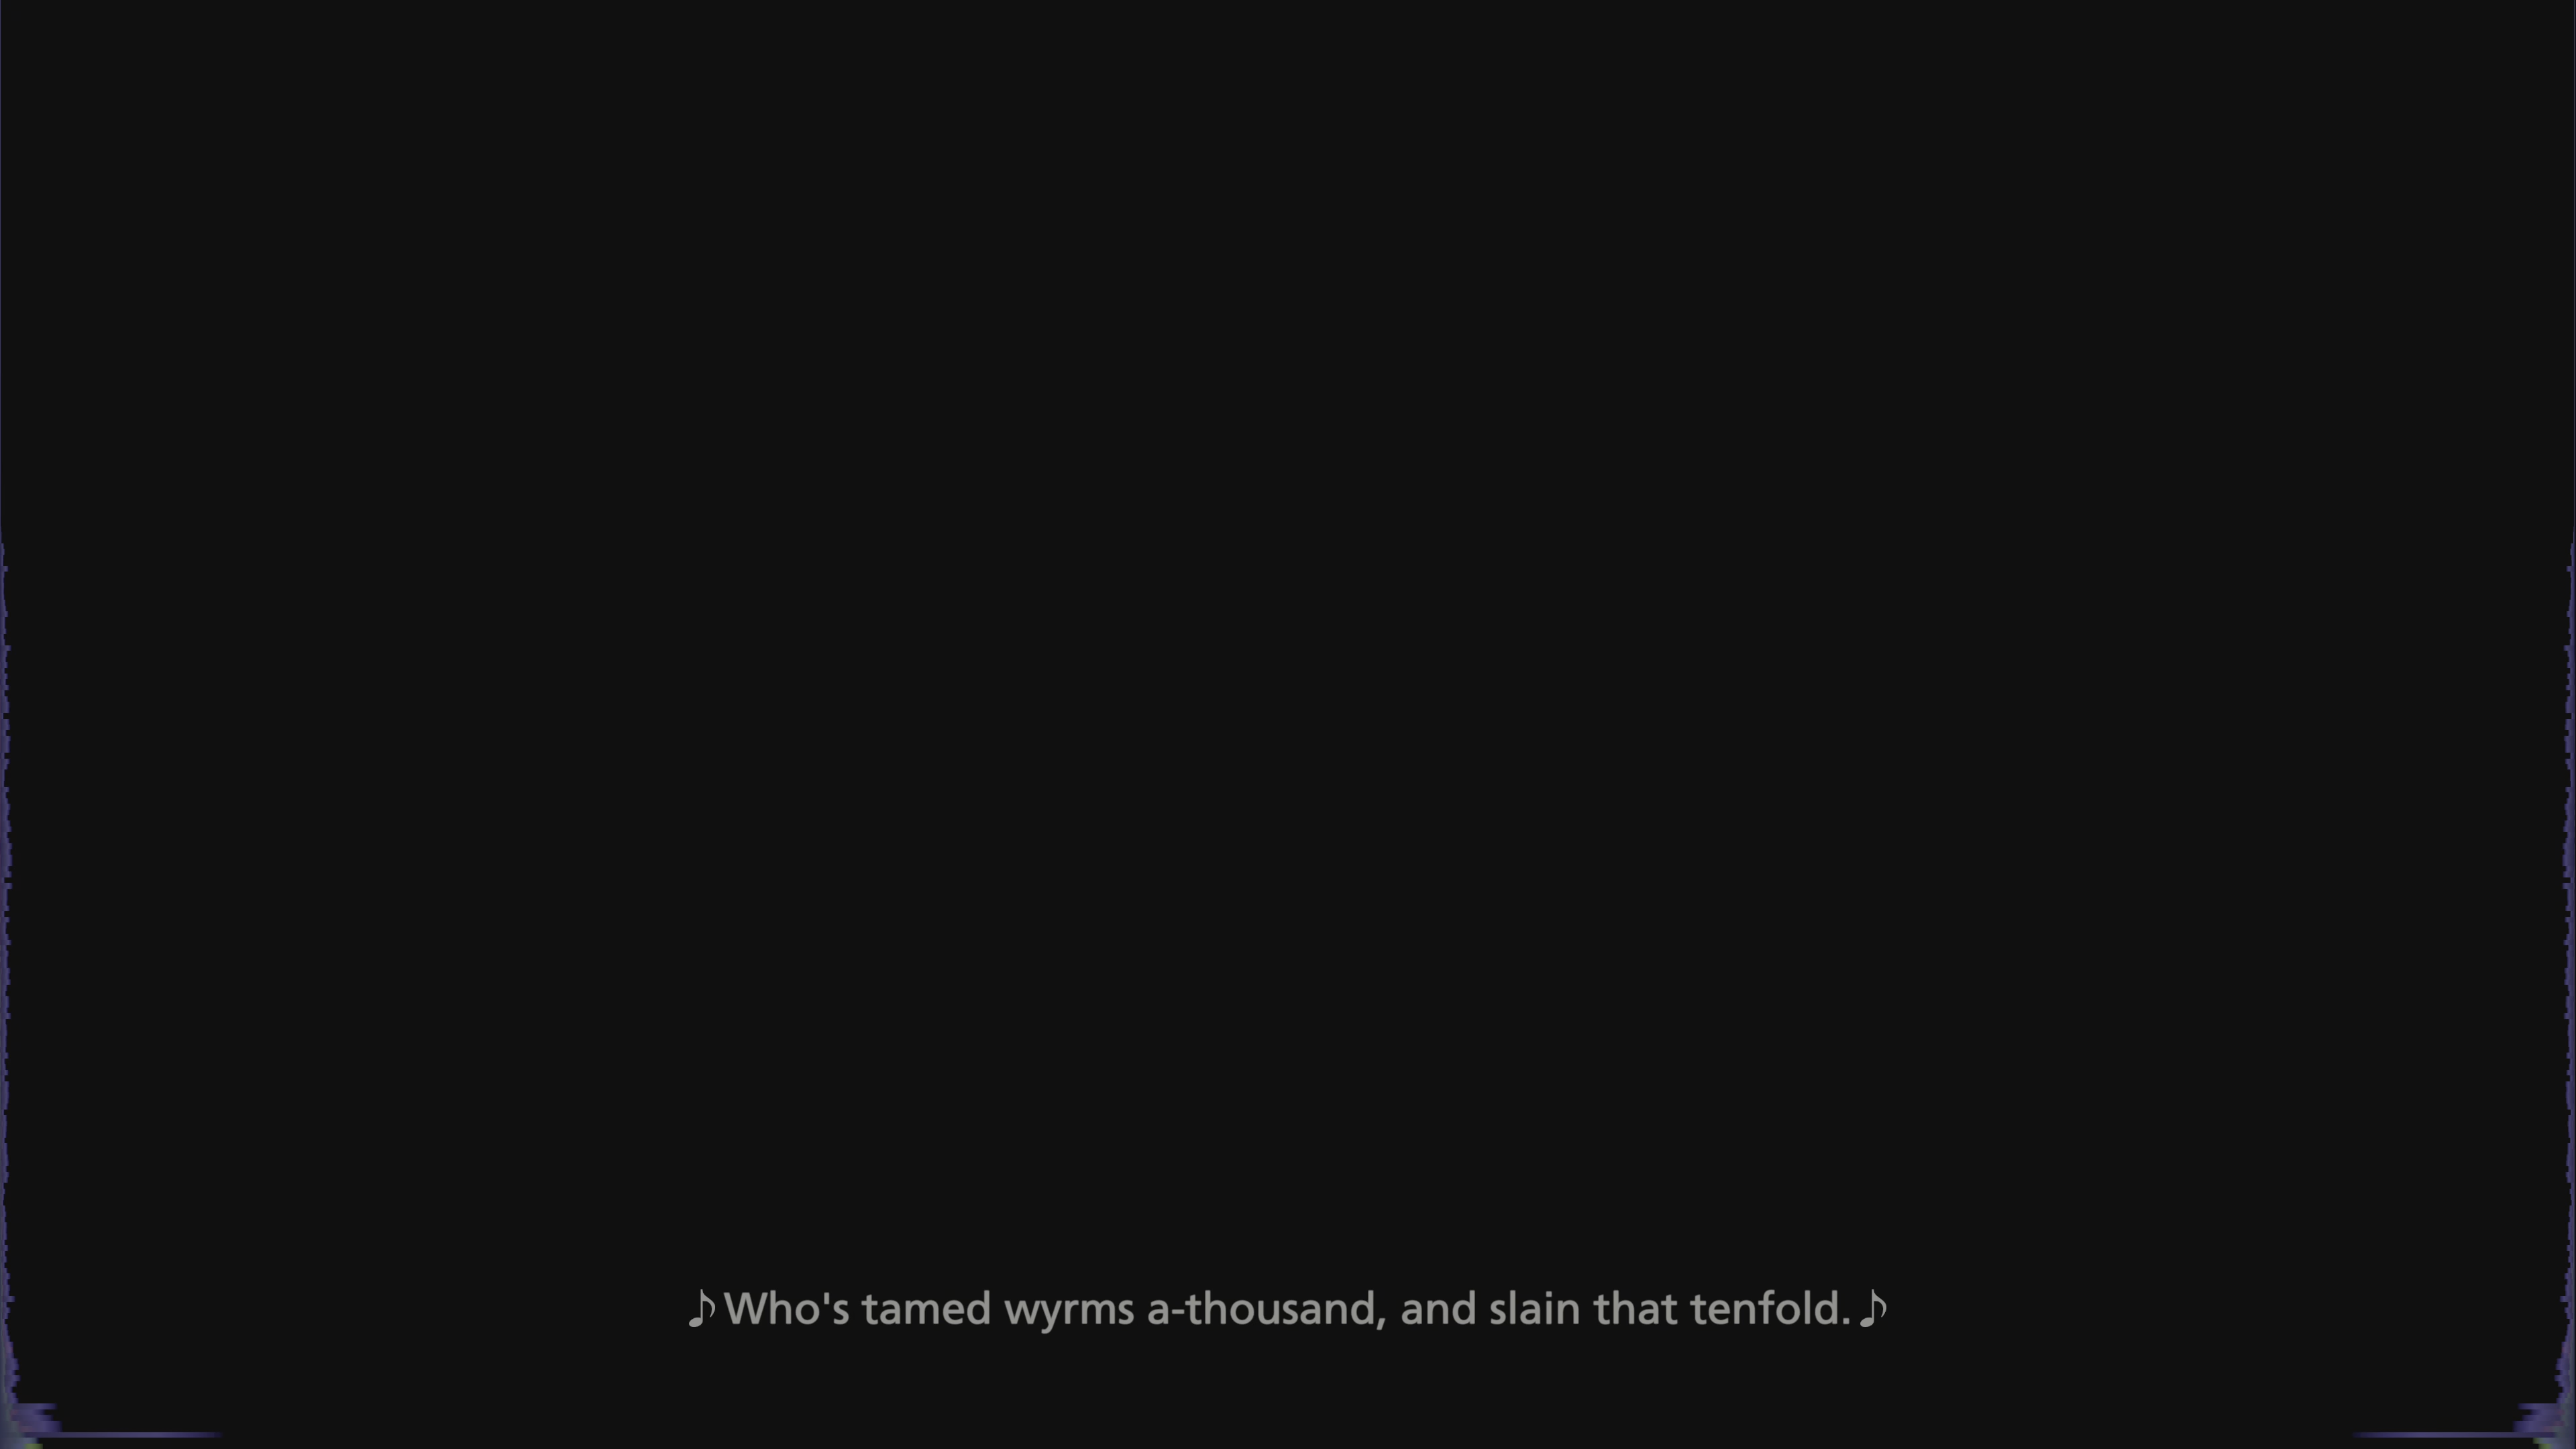 ♪Who's tamed wyrms a-thousand, and slain that tenfold.♪